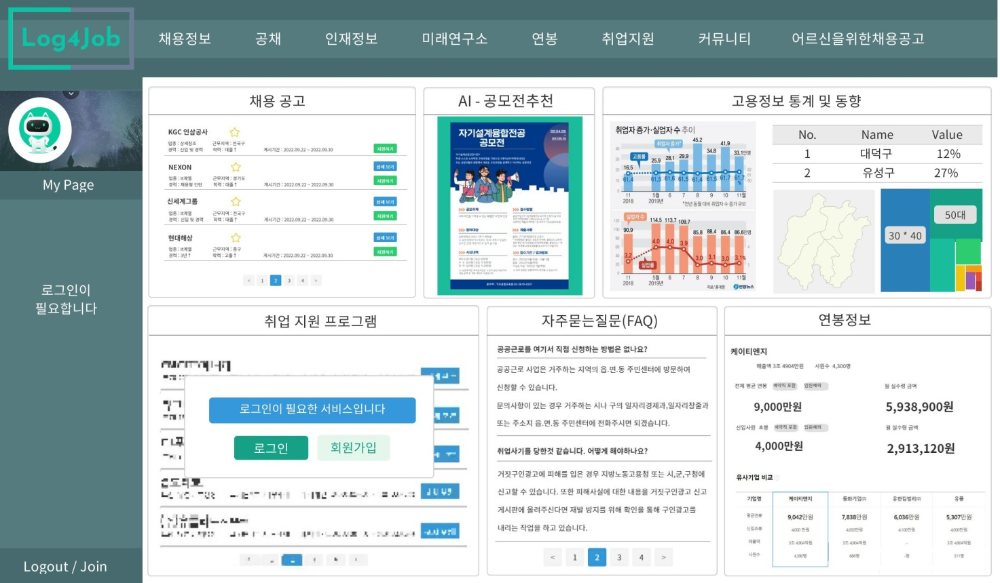 Log4Job
채용정보 공채 인재정보 미래연구소 연봉 취업지원 커뮤니티 어르신을위한채용공고
My Page
로그인이
필요합니다
Logout / Join
채용 공고
KGC 인삼공사
업종 : 상세참조 근무지역 : 전국구
경력 : 신입 및 경력 학력 : 대졸↑ 게시기간 : 2022.09.22 ~ 2022.09.30 지원하기
NEXON 상세 보기
업종 : It계열 근무지역 : 경기도
경력 : 채용형 인턴 학력 : 대졸↑ 게시기간 : 2022.09.22 ~ 2022.09.30 지원하기
신세계그룹 상세 보기
업종 : It계열 근무지역 : 전국구
경력 : 신입 및 경력 학력 : 대졸↑ 게시기간 : 2022.09.22 ~ 2022.09.30 지원하기
현대해상 상세 보기
업종 : It계열 근무지역 : 중구
경력 : 3년↑ 학력 : 고졸↑ 게시기간 : 2022.09.22 ~ 2022.09.30 지원하기
< 1 2 3 4 >
AI - 공모전추천
자기설계융합전공
공모전
22.04.25
22.05.13
>>> 공모주제
>>> 참여대상
>>> 시상내역
>>> 접수방법
>>> 제출서류
>>> 접수기간 / 결과발표
고용정보 통계 및 동향
취업자 증가·실업자 수 추이
취업자 증가*
고용률
16.5 25.9 28.1 29.9 45.2 34.8 41.9 33.1만명
61.4 61.5 61.6 61.5 61.4 61.5 61.7 61.7%
11 5월 6 7 8 9 10 11월
2018 2019년 *전년 동월 대비 취업자 수 증가 규모
실업자 수
90.9 114.5 113.7 109.7 85.8 88.4 86.4 86.6만명
3.2 4.0 4.0 3.9 3.0 3.1 3.0 3.1%
실업률
11 5월 6 7 8 9 10 11월
2018 2019년 자료/통계청 연합뉴스
No. Name Value
1 대덕구 12%
2 유성구 27%
30 * 40
50대
취업 지원 프로그램
로그인이 필요한 서비스입니다
로그인 회원가입
자주묻는질문(FAQ)
공공근로를 여기서 직접 신청하는 방법은 없나요?
공공근로 사업은 거주하는 지역의 읍.면.동 주민센터에 방문하여
신청할 수 있습니다.
문의사항이 있는 경우 거주하는 시나 구의 일자리경제과,일자리창출과
또는 주소지 읍.면.동 주민센터에 전화주시면 되겠습니다.
취업사기를 당한것 같습니다. 어떻게 해야하나요?
거짓구인광고에 피해를 입은 경우 지방노동고용청 또는 시,군,구청에
신고할 수 있습니다. 또한 피해사실에 대한 내용을 거짓구인광고 신고
게시판에 올려주신다면 재발 방지를 위해 확인을 통해 구인광고를
내리는 작업을 하고 있습니다.
< 1 2 3 4 >
연봉정보
케이티엔지
매출액 3조 4904만원 사원수 4,300명
전체 평균 연봉 계약직 포함 임원제외 월 실수령 금액
9,000만원 5,938,900원
신입사원 초봉 계약직 포함 임원제외 월 실수령 금액
4,000만원 2,913,120원
유사기업 비교
기업명 케이티앤지 동화기업㈜ 유한킴벌리㈜ 유풍
평균연봉 9,042만원 7,838만원 6,036만원 5,307만원
신입초봉 4,000 만원 4,000만원 4,100만원 4,000만원
매출액 3조 4,904억원 3조 4,904억원 - 3조 4,904억원
사원수 4,390명 688명 -명 311명